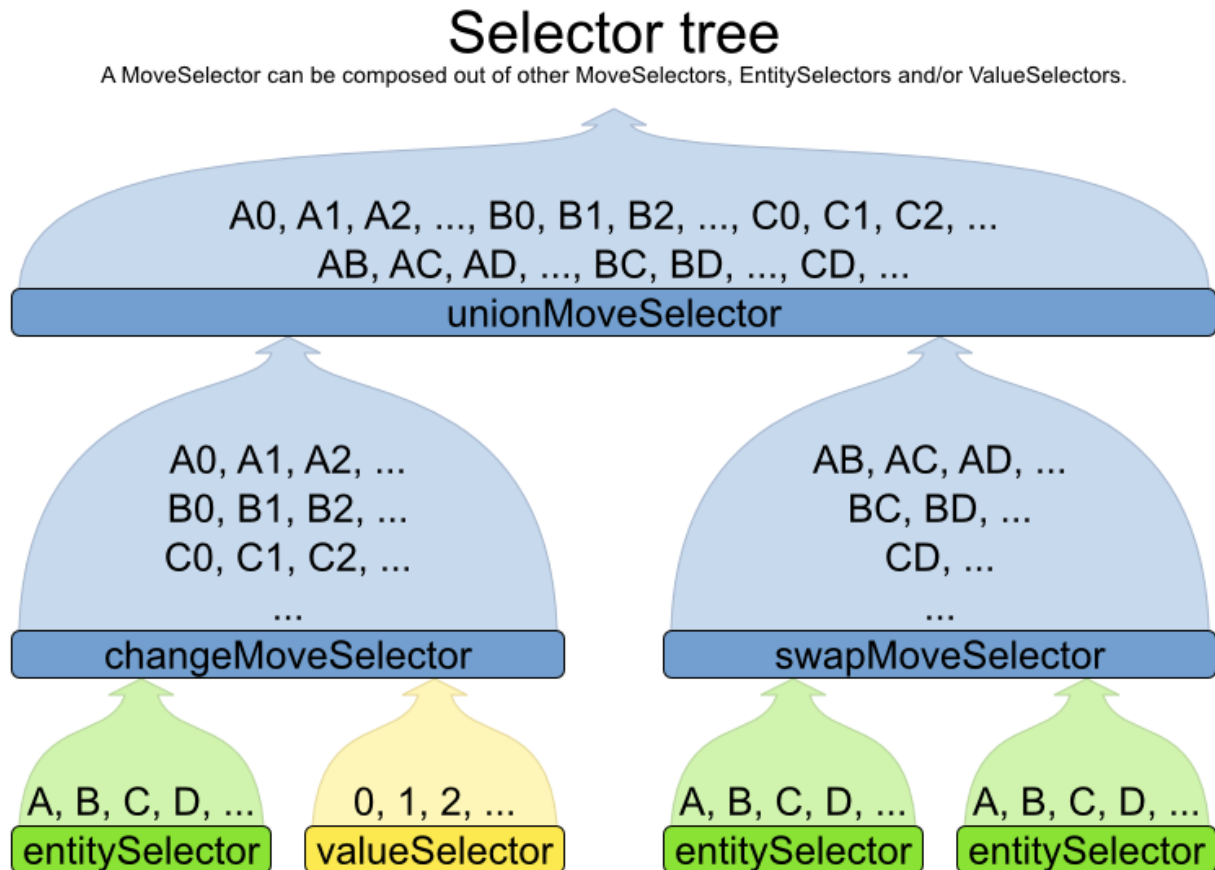 Selector tree
A MoveSelector can be composed out of other MoveSelectors, EntitySelectors and/or ValueSelectors.
A0, A1, A2, ..., B0, B1, B2, ..., C0, C1, C2, ...
AB, AC, AD, ..., BC, BD, ..., CD, ...
unionMoveSelector
A0, A1, A2, ...
B0, B1, B2, ...
C0, C1, C2, ...
...
changeMoveSelector
AB, AC, AD, ...
BC, BD, ...
CD, ...
...
swapMoveSelector
A, B, C, D, ...
entitySelector
0, 1, 2, ...
valueSelector
A, B, C, D, ...
entitySelector
A, B, C, D, ...
entitySelector